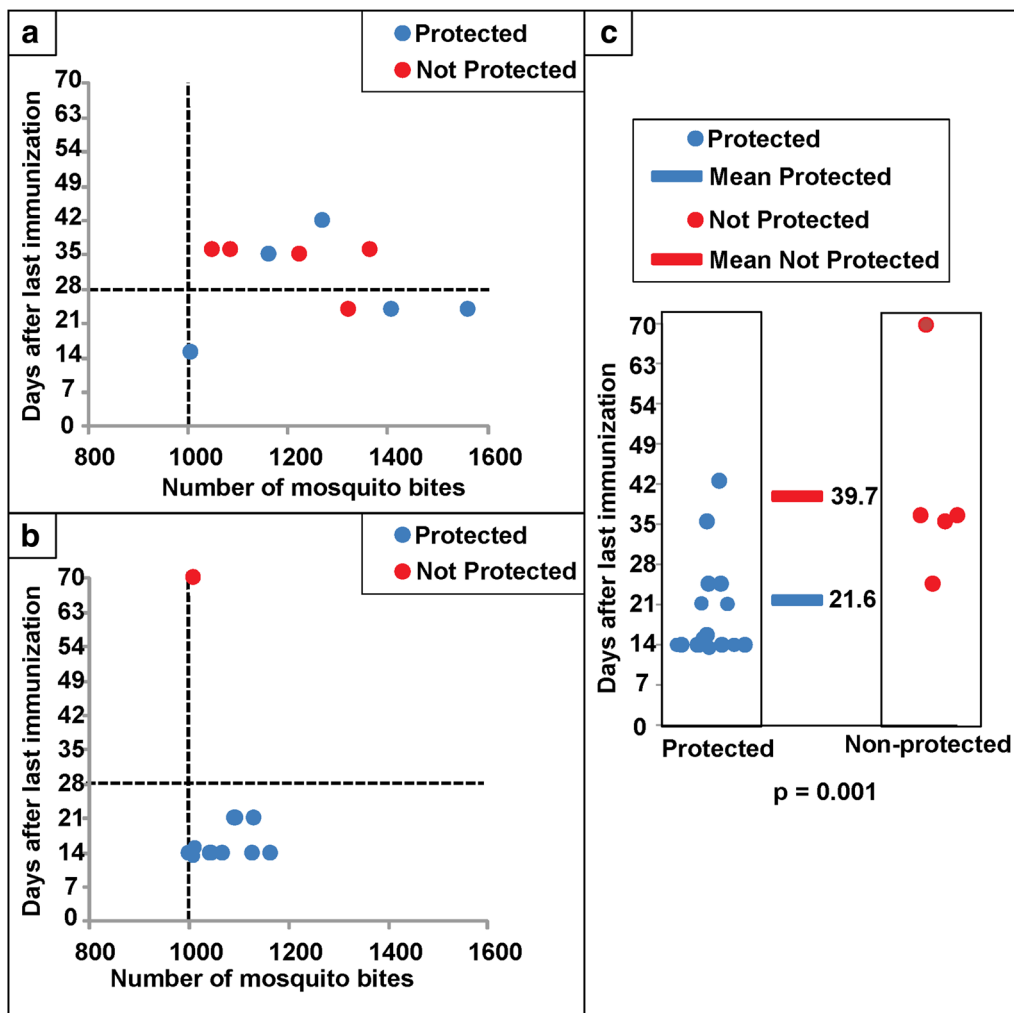 a
Protected
Not Protected
70
63
54
49
42
35
28
21
14
7
0
Days after last immunization
800 1000 1200 1400 1600
Number of mosquito bites
b
Protected
Not Protected
70
63
54
49
42
35
28
21
14
7
0
Days after last immunization
800 1000 1200 1400 1600
Number of mosquito bites
c
Protected
Mean Protected
Not Protected
Mean Not Protected
70
63
54
49
42
35
28
21
14
7
0
Days after last immunization
39.7
21.6
Protected Non-protected
p = 0.001